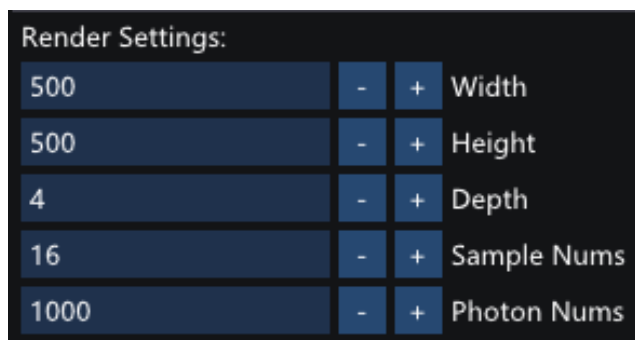 Render Settings:
500 - + Width
500 - + Height
4 - + Depth
16 - + Sample Nums
1000 - + Photon Nums